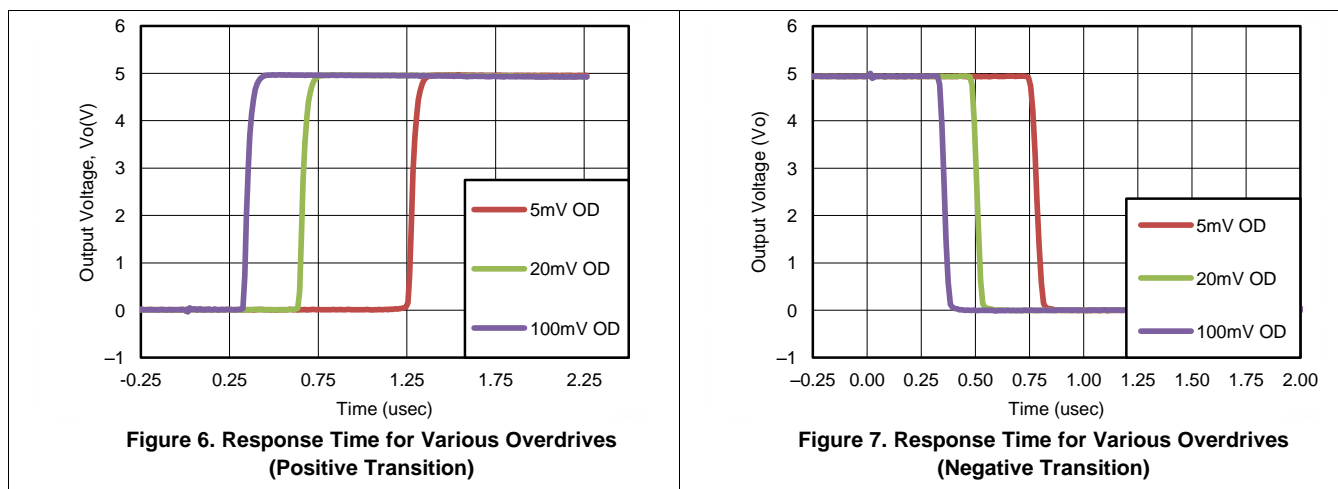 6
5
4
3
2
1
0
–1
Output Voltage, Vo(V)
-0.25 0.25 0.75 1.25 1.75 2.25
Time (usec)
5mV OD
20mV OD
100mV OD
Figure 6. Response Time for Various Overdrives
(Positive Transition)
6
5
4
3
2
1
0
–1
Output Voltage (Vo)
–0.25 0.00 0.25 0.50 0.75 1.00 1.25 1.50 1.75 2.00
Time (usec)
5mV OD
20mV OD
100mV OD
Figure 7. Response Time for Various Overdrives
(Negative Transition)